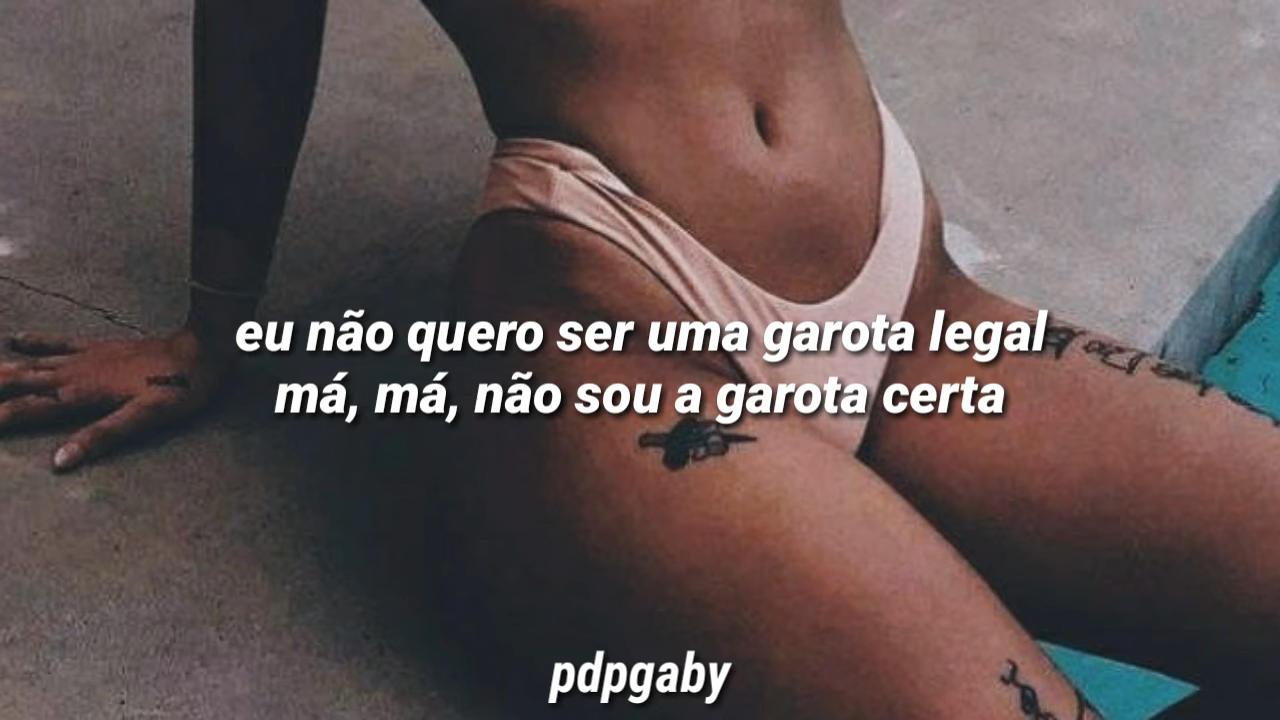 eu não quero ser uma garota legal
má, má, não sou a garota certa
pdpgaby